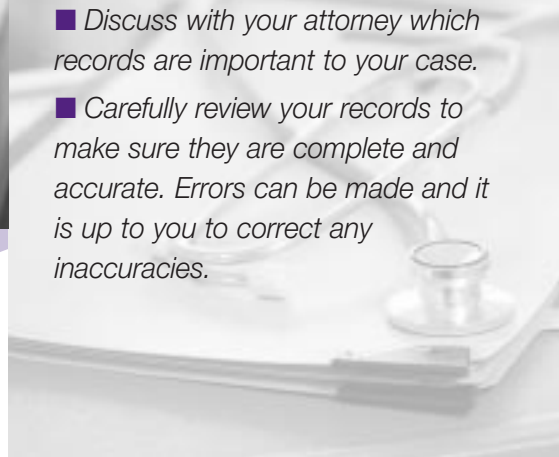 ■ Discuss with your attorney which
records are important to your case.
■ Carefully review your records to
make sure they are complete and
accurate. Errors can be made and it
is up to you to correct any
inaccuracies.